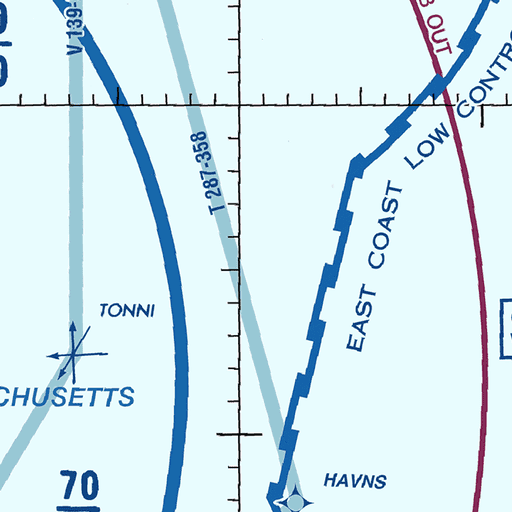 V 139-
B OUT
T 287-358
LOW CONTRO
EAST COAST
TONNI
CHUSETTS
HAVNS
70